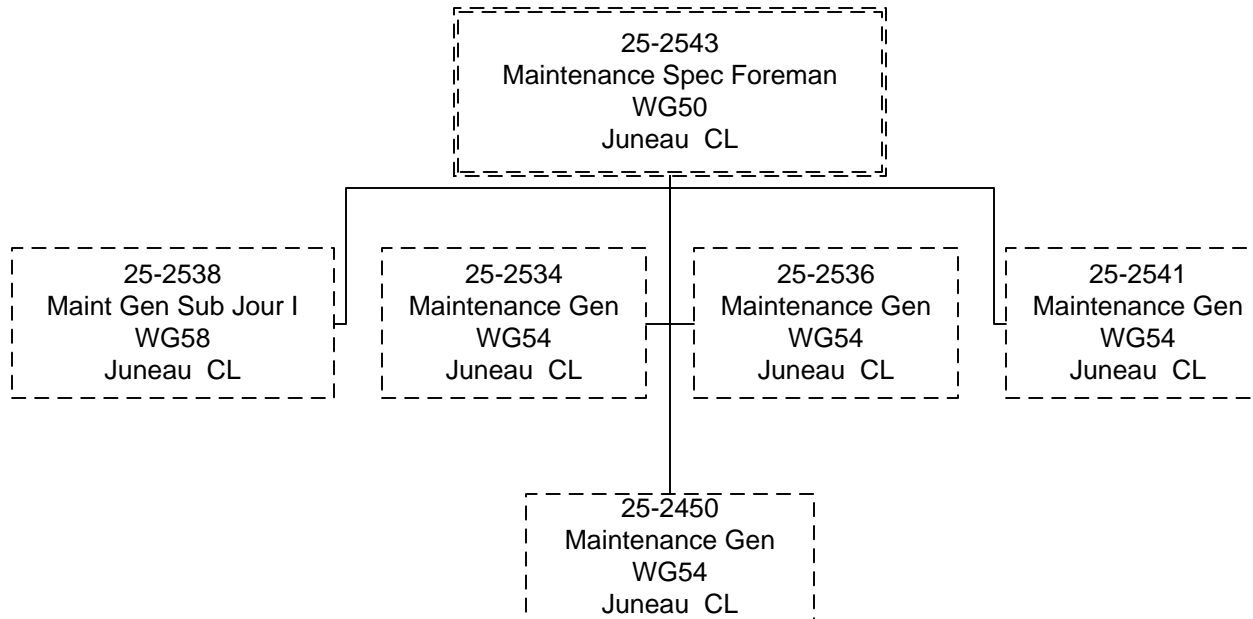 25-2543
Maintenance Spec Foreman
WG50
Juneau  CL
25-2538
Maint Gen Sub Jour I
WG58
Juneau  CL
25-2534
Maintenance Gen
WG54
Juneau  CL
25-2536
Maintenance Gen
WG54
Juneau  CL
25-2541
Maintenance Gen
WG54
Juneau  CL
25-2450
Maintenance Gen
WG54
Juneau  CL